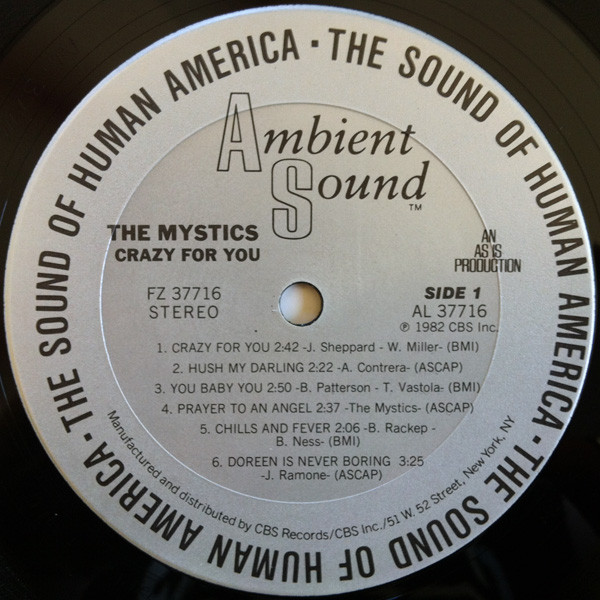 THE SOUND OF HUMAN AMERICA · THE SOUND OF HUMAN AMERICA · THE SOUND OF HUMAN AMERICA ·
Ambient
Sound™
THE MYSTICS
CRAZY FOR YOU
AN
AS IS
PRODUCTION
FZ 37716
STEREO
SIDE 1
AL 37716
℗ 1982 CBS Inc.
1. CRAZY FOR YOU 2:42 -J. Sheppard - W. Miller- (BMI)
2. HUSH MY DARLING 2:22 -A. Contrera- (ASCAP)
3. YOU BABY YOU 2:50 -B. Patterson - T. Vastola- (BMI)
4. PRAYER TO AN ANGEL 2:37 -The Mystics- (ASCAP)
5. CHILLS AND FEVER 2:06 -B. Rackep -
B. Ness- (BMI)
6. DOREEN IS NEVER BORING 3:25
-J. Ramone- (ASCAP)
Manufactured and distributed by CBS Records/CBS Inc./51 W. 52 Street, New York, NY